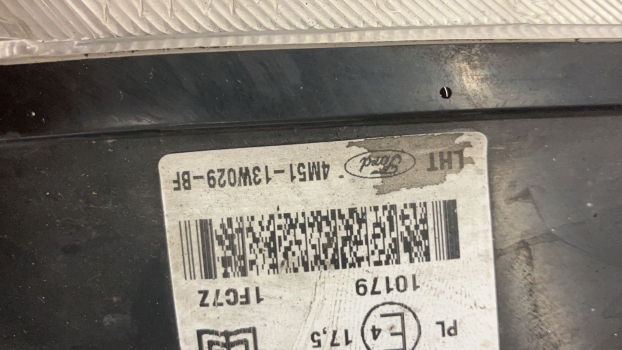 LHT Ford 4M51-13W029-BF
10179 1FC7Z
PL E4 17,5